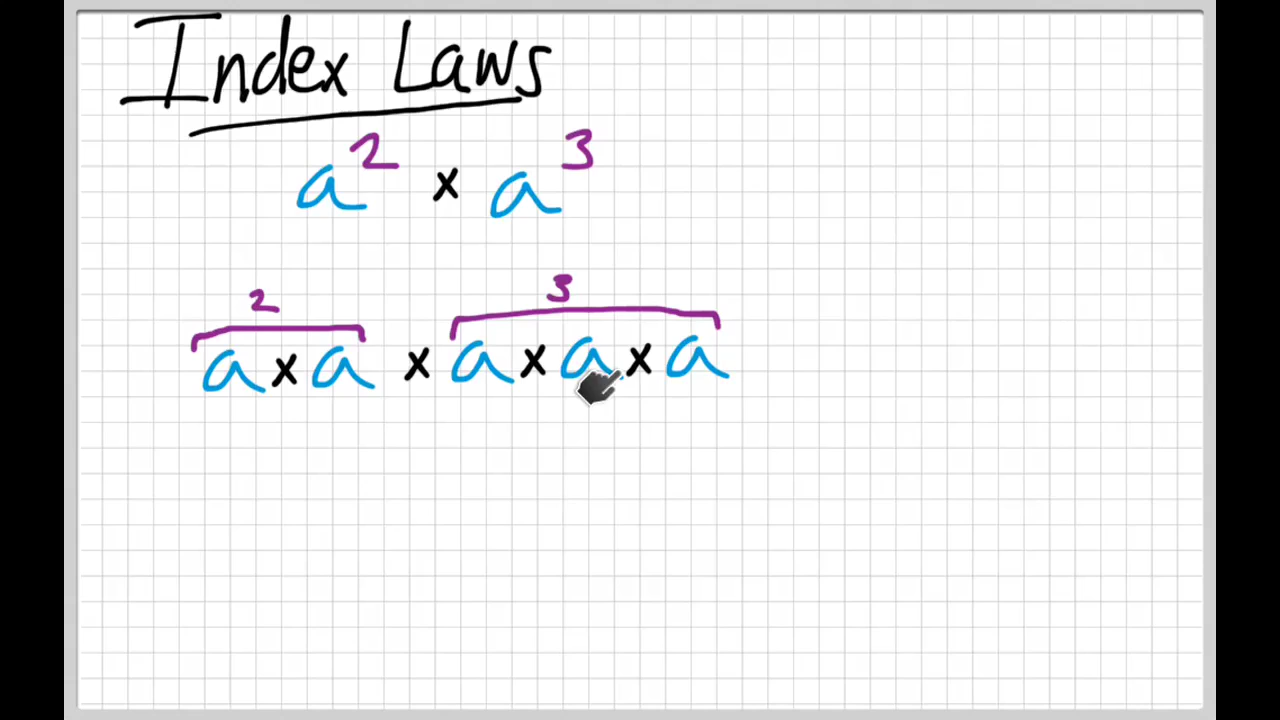 Index Laws
a² × a³
2 3
a × a × a × a × a